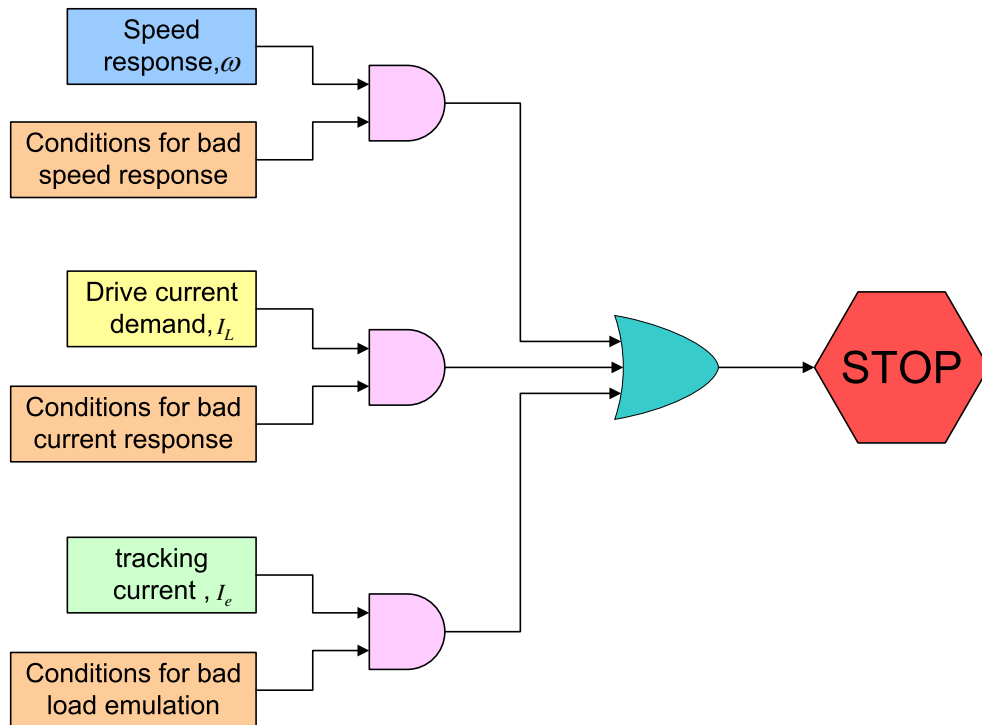 Speed
response,ω
Conditions for bad
speed response
Drive current
demand, I_L
Conditions for bad
current response
STOP
tracking
current , I_e
Conditions for bad
load emulation